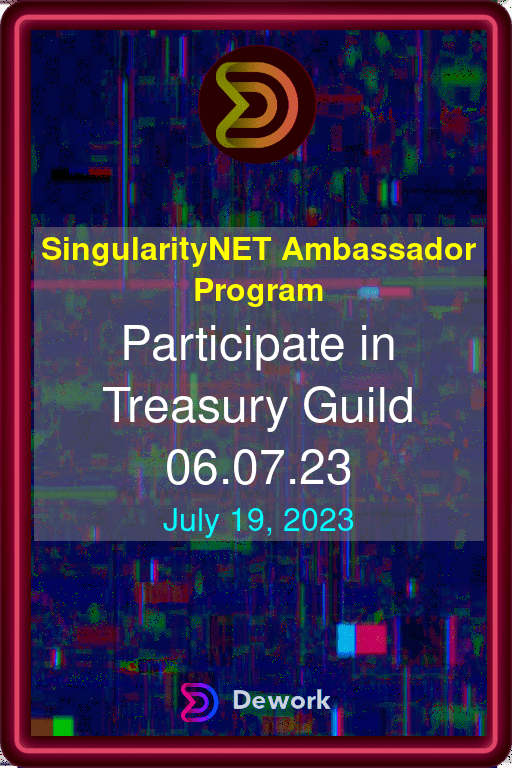 SingularityNET Ambassador
Program
Participate in
Treasury Guild
06.07.23
July 19, 2023
Dework